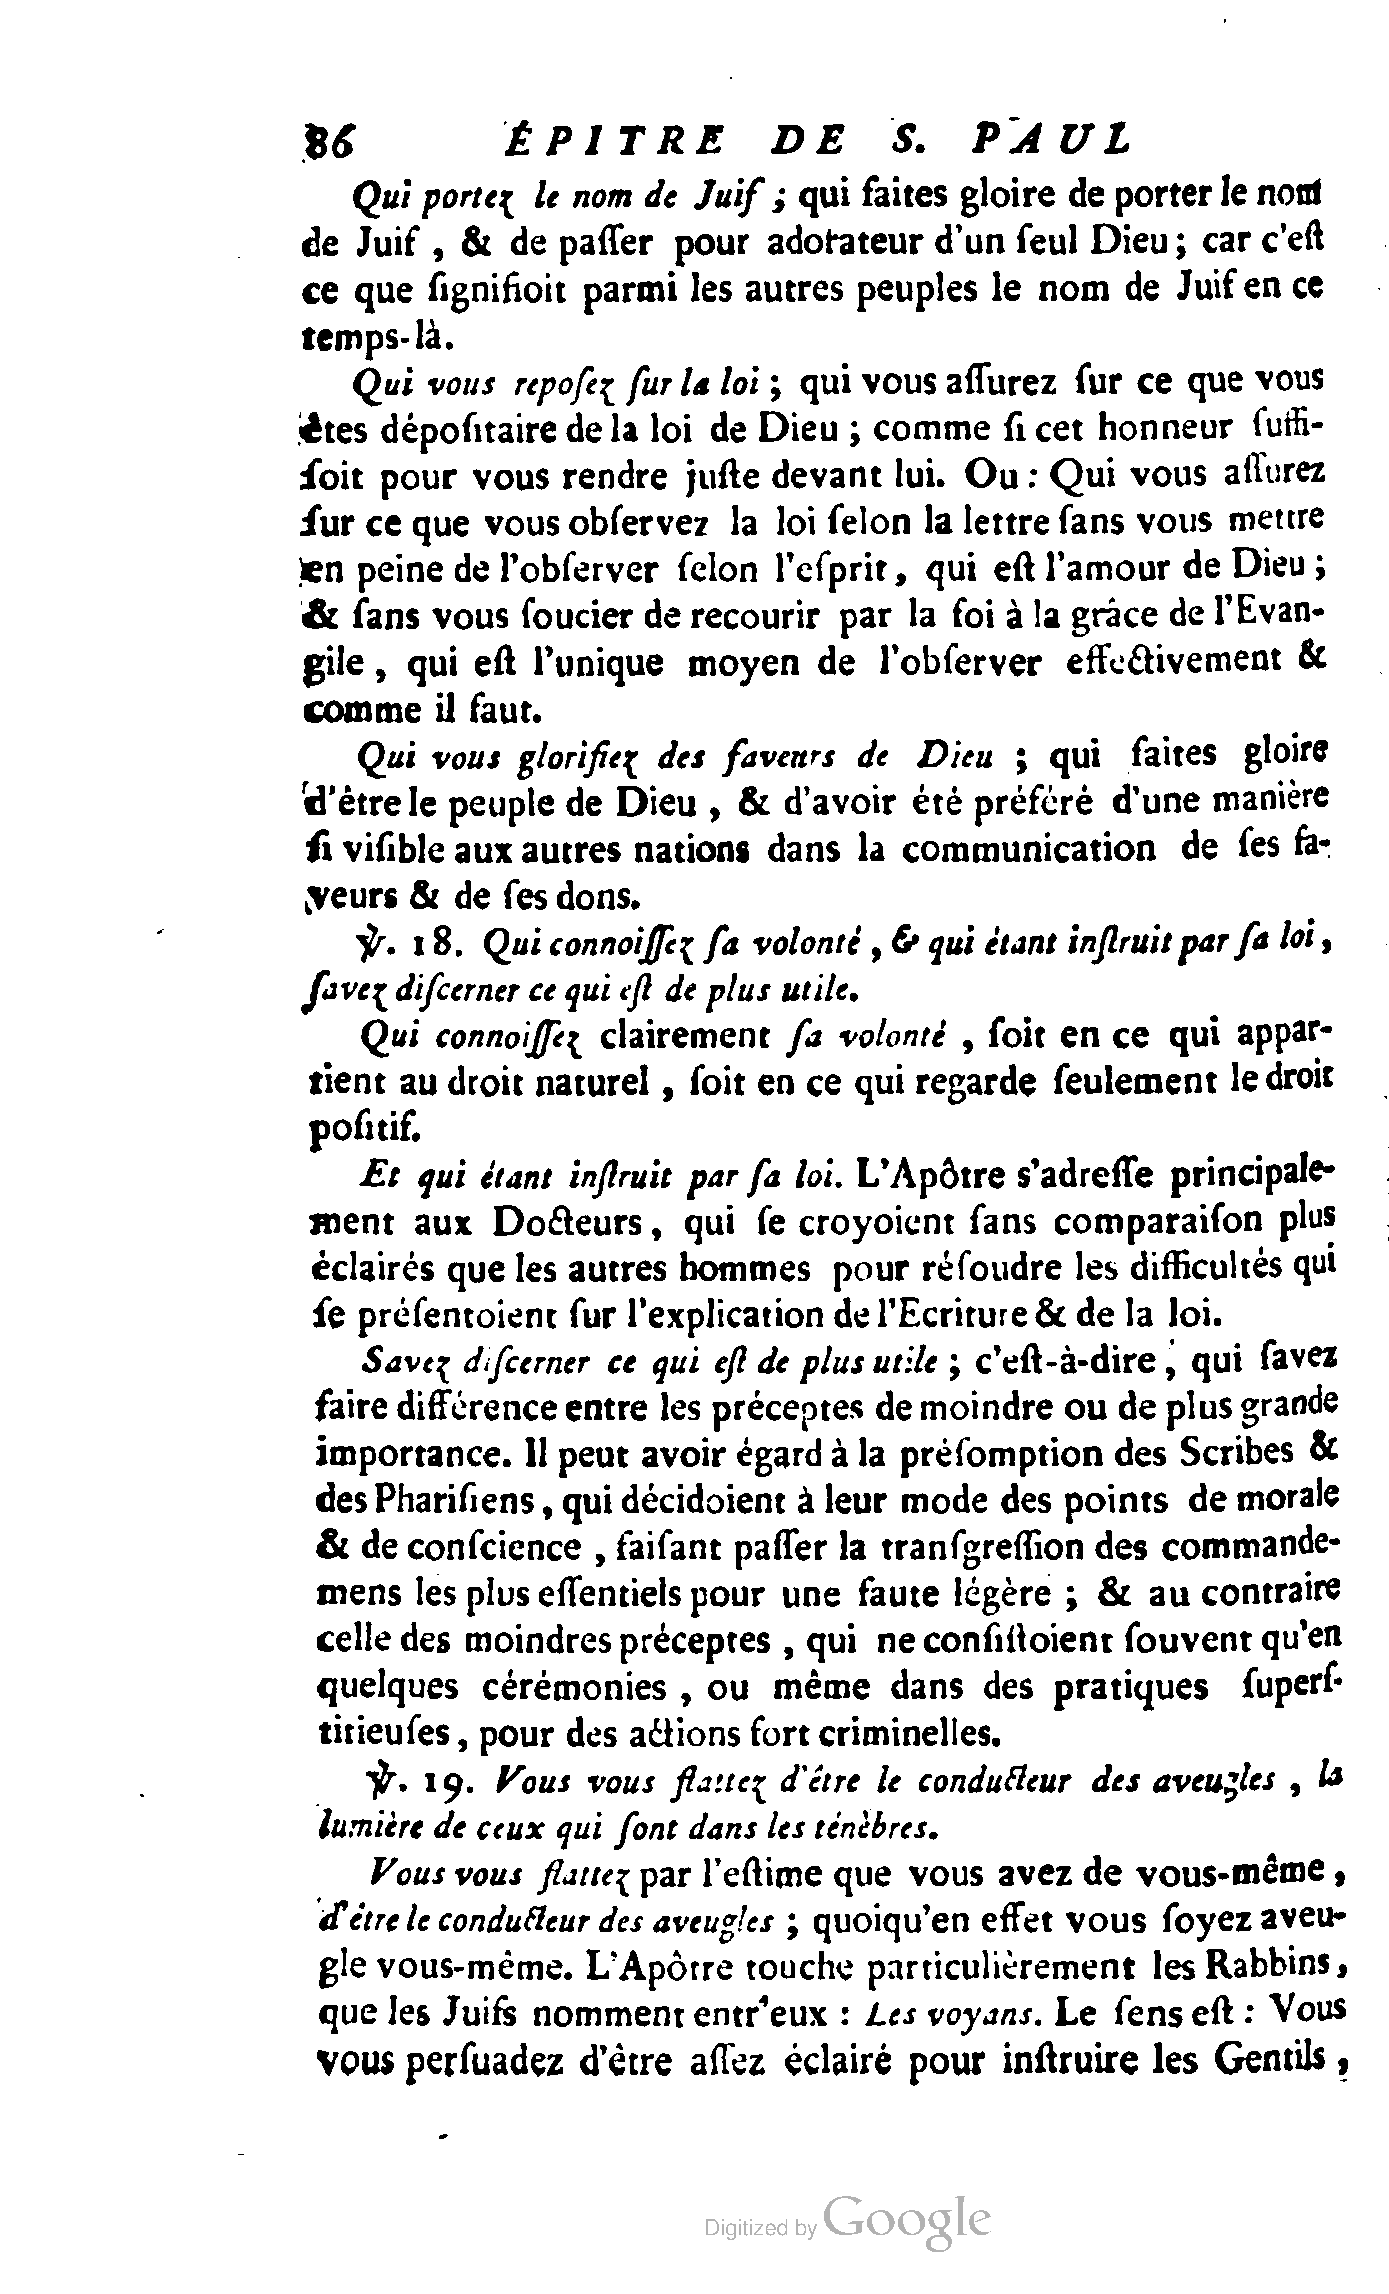 86 ÉPITRE DE S. PAUL
Qui portez le nom de Juif ; qui faites gloire de porter le nom
de Juif , & de paſſer pour adorateur d'un ſeul Dieu ; car c'eſt
ce que ſignifioit parmi les autres peuples le nom de Juif en ce
temps-là.
Qui vous repoſez ſur la loi ; qui vous aſſurez ſur ce que vous
êtes dépoſitaire de la loi de Dieu ; comme ſi cet honneur ſuffi-
ſoit pour vous rendre juſte devant lui. Ou : Qui vous aſſurez
ſur ce que vous obſervez la loi ſelon la lettre ſans vous mettre
en peine de l'obſerver ſelon l'eſprit, qui eſt l'amour de Dieu ;
& ſans vous ſoucier de recourir par la foi à la grâce de l'Evan-
gile , qui eſt l'unique moyen de l'obſerver effectivement &
comme il faut.
Qui vous glorifiez des faveurs de Dieu ; qui faites gloire
d'être le peuple de Dieu , & d'avoir été préféré d'une manière
ſi viſible aux autres nations dans la communication de ſes fa-
veurs & de ſes dons.
℣. 18. Qui connoiſſez ſa volonté , & qui étant inſtruit par ſa loi ,
ſavez diſcerner ce qui eſt de plus utile.
Qui connoiſſez clairement ſa volonté , ſoit en ce qui appar-
tient au droit naturel , ſoit en ce qui regarde ſeulement le droit
poſitif.
Et qui étant inſtruit par ſa loi. L'Apôtre s'adreſſe principale-
ment aux Docteurs, qui ſe croyoient ſans comparaiſon plus
éclairés que les autres hommes pour réſoudre les difficultés qui
ſe préſentoient ſur l'explication de l'Ecriture & de la loi.
Savez diſcerner ce qui eſt de plus utile ; c'eſt-à-dire , qui ſavez
faire différence entre les préceptes de moindre ou de plus grande
importance. Il peut avoir égard à la préſomption des Scribes &
des Phariſiens, qui décidoient à leur mode des points de morale
& de conſcience , faiſant paſſer la tranſgreſſion des commande-
mens les plus eſſentiels pour une faute légère ; & au contraire
celle des moindres préceptes , qui ne conſiſtoient ſouvent qu'en
quelques cérémonies , ou même dans des pratiques ſuperſ-
titieuſes, pour des actions fort criminelles.
℣. 19. Vous vous flattez d'être le conducteur des aveugles , la
lumière de ceux qui ſont dans les ténèbres.
Vous vous flattez par l'eſtime que vous avez de vous-même ,
d'être le conducteur des aveugles ; quoiqu'en effet vous ſoyez aveu-
gle vous-même. L'Apôtre touche particulièrement les Rabbins,
que les Juifs nomment entr'eux : Les voyans. Le ſens eſt : Vous
vous perſuadez d'être aſſez éclairé pour inſtruire les Gentils ,
Digitized by Google